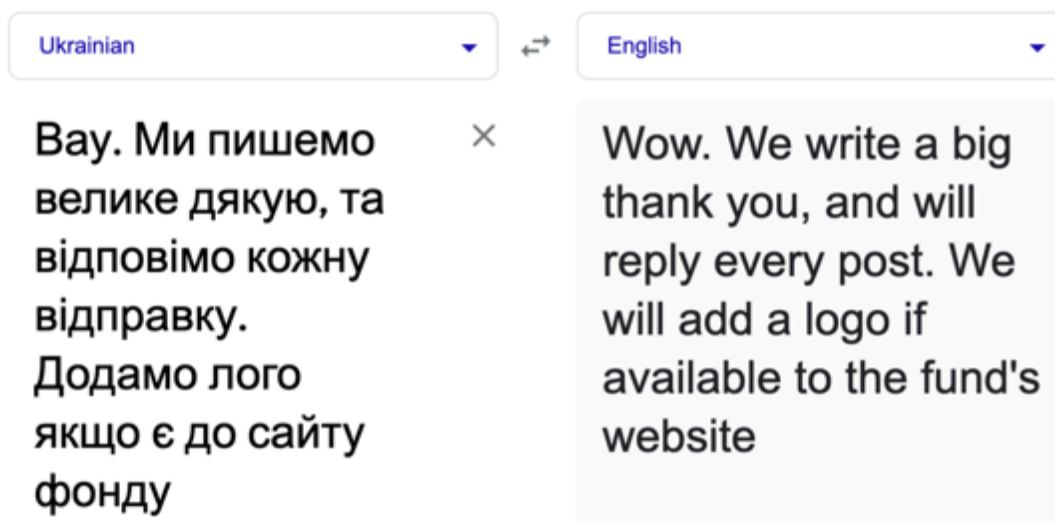 Ukrainian
English
Вау. Ми пишемо
велике дякую, та
відповімо кожну
відправку.
Додамо лого
якщо є до сайту
фонду
Wow. We write a big
thank you, and will
reply every post. We
will add a logo if
available to the fund's
website